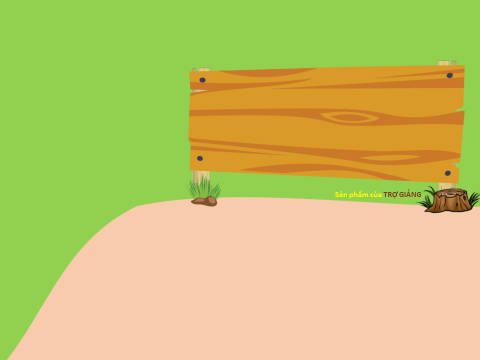 Sản phẩm của TRỢ GIẢNG